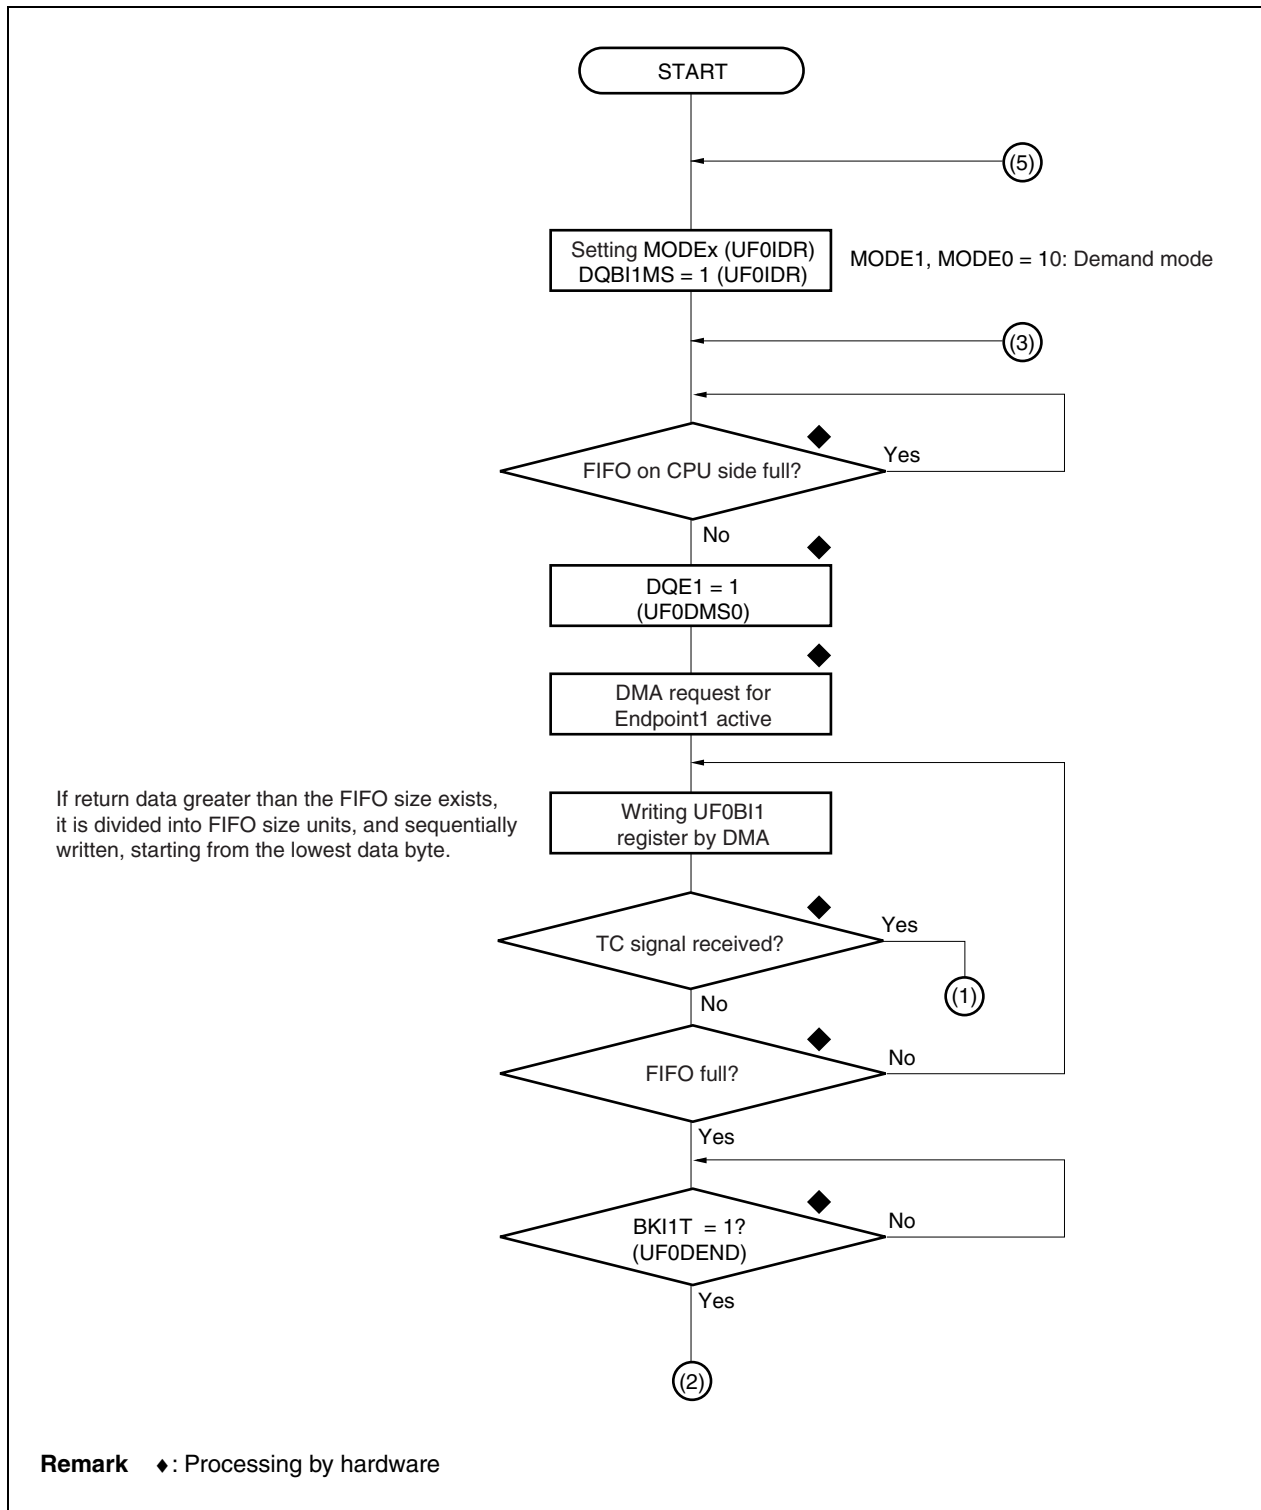 START
(5)
Setting MODEx (UF0IDR)
DQBI1MS = 1 (UF0IDR)
MODE1, MODE0 = 10: Demand mode
(3)
FIFO on CPU side full?
Yes
No
DQE1 = 1
(UF0DMS0)
DMA request for
Endpoint1 active
If return data greater than the FIFO size exists,
it is divided into FIFO size units, and sequentially
written, starting from the lowest data byte.
Writing UF0BI1
register by DMA
TC signal received?
Yes
(1)
No
FIFO full?
No
Yes
BKI1T = 1?
(UF0DEND)
No
Yes
(2)
Remark ♦: Processing by hardware